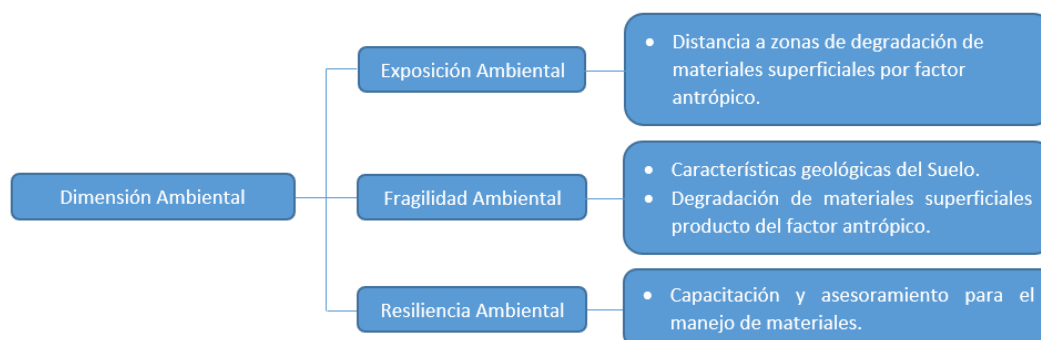 Dimensión Ambiental
Exposición Ambiental
• Distancia a zonas de degradación de
materiales superficiales por factor
antrópico.
Fragilidad Ambiental
• Características geológicas del Suelo.
• Degradación de materiales superficiales
producto del factor antrópico.
Resiliencia Ambiental
• Capacitación y asesoramiento para el
manejo de materiales.